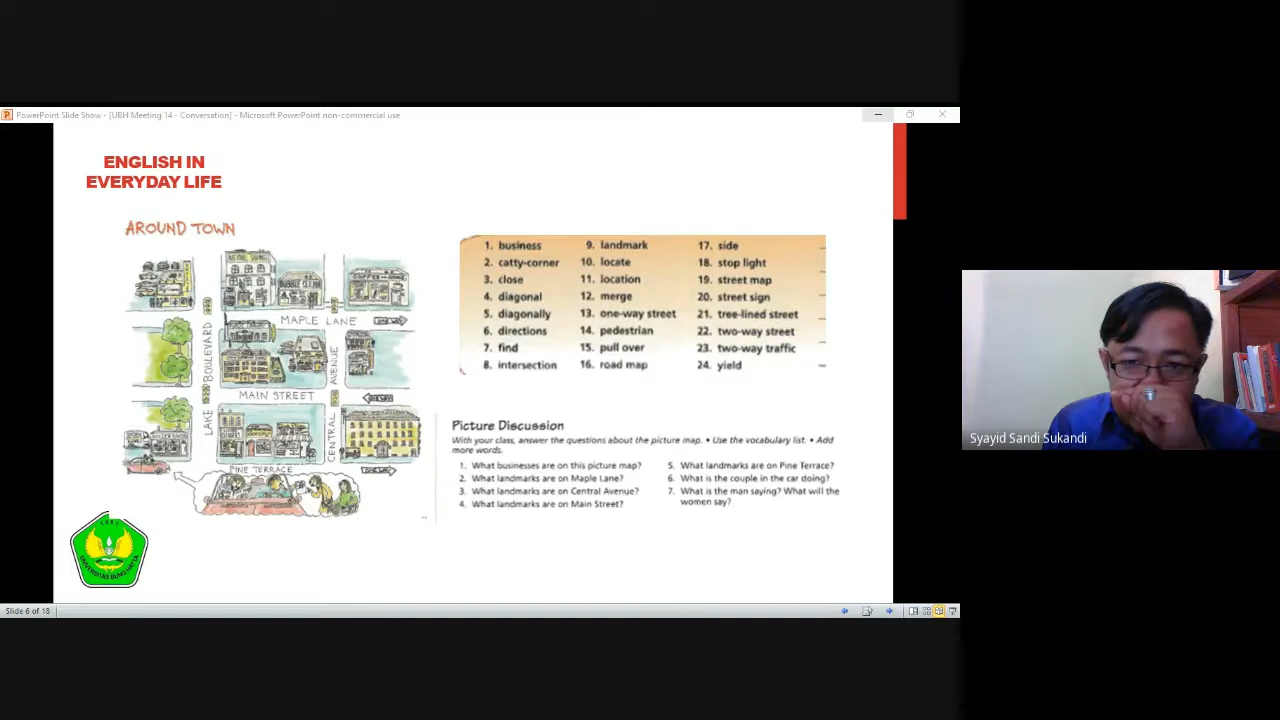 PowerPoint Slide Show - [UBH Meeting 14 - Conversation] - Microsoft PowerPoint non-commercial use
ENGLISH IN
EVERYDAY LIFE
AROUND TOWN
MAPLE LANE
LAKE BOULEVARD
CENTRAL AVENUE
MAIN STREET
PINE TERRACE
1. business
2. catty-corner
3. close
4. diagonal
5. diagonally
6. directions
7. find
8. intersection
9. landmark
10. locate
11. location
12. merge
13. one-way street
14. pedestrian
15. pull over
16. road map
17. side
18. stop light
19. street map
20. street sign
21. tree-lined street
22. two-way street
23. two-way traffic
24. yield
Picture Discussion
With your class, answer the questions about the picture map. • Use the vocabulary list. • Add
more words.
1. What businesses are on this picture map?
2. What landmarks are on Maple Lane?
3. What landmarks are on Central Avenue?
4. What landmarks are on Main Street?
5. What landmarks are on Pine Terrace?
6. What is the couple in the car doing?
7. What is the man saying? What will the
women say?
UNIVERSITAS BUNG HATTA
Slide 6 of 18
Syayid Sandi Sukandi